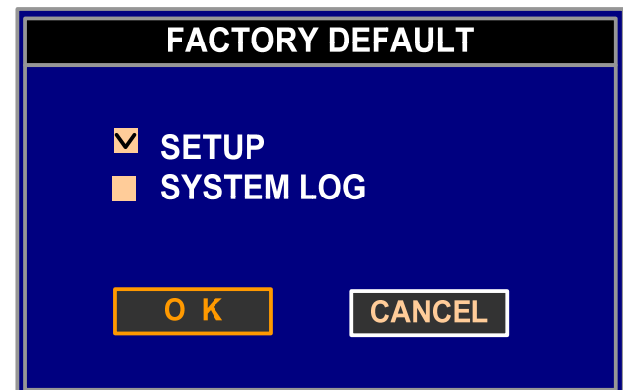 FACTORY DEFAULT
SETUP
SYSTEM LOG
O K
CANCEL